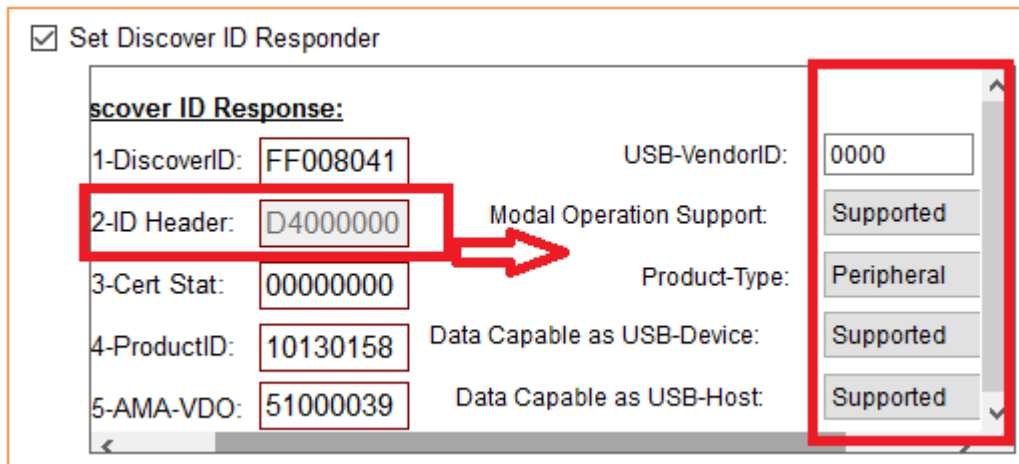 Set Discover ID Responder
scover ID Response:
1-DiscoverID: FF008041 USB-VendorID: 0000
2-ID Header: D4000000 Modal Operation Support: Supported
3-Cert Stat: 00000000 Product-Type: Peripheral
4-ProductID: 10130158 Data Capable as USB-Device: Supported
5-AMA-VDO: 51000039 Data Capable as USB-Host: Supported